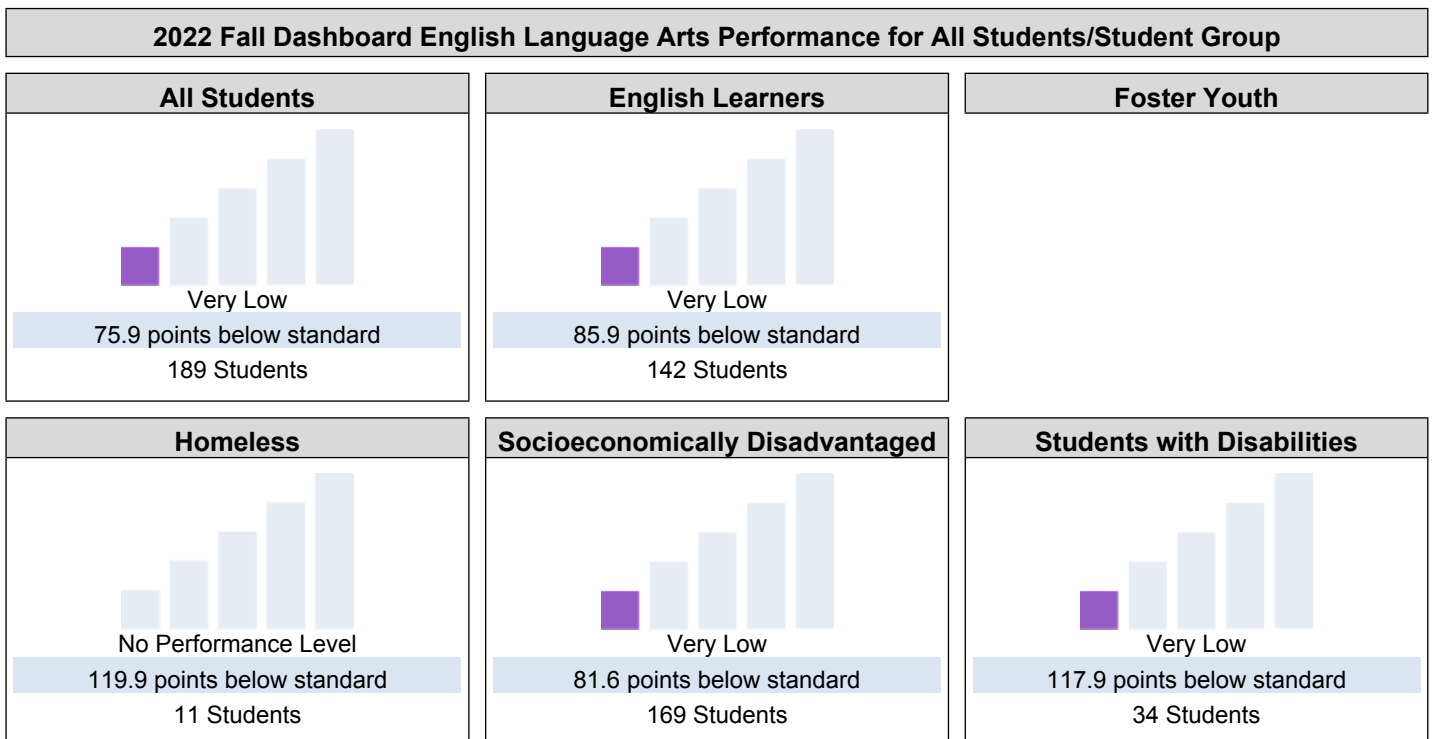 2022 Fall Dashboard English Language Arts Performance for All Students/Student Group
All Students
Very Low
75.9 points below standard
189 Students
English Learners
Very Low
85.9 points below standard
142 Students
Foster Youth
Homeless
No Performance Level
119.9 points below standard
11 Students
Socioeconomically Disadvantaged
Very Low
81.6 points below standard
169 Students
Students with Disabilities
Very Low
117.9 points below standard
34 Students